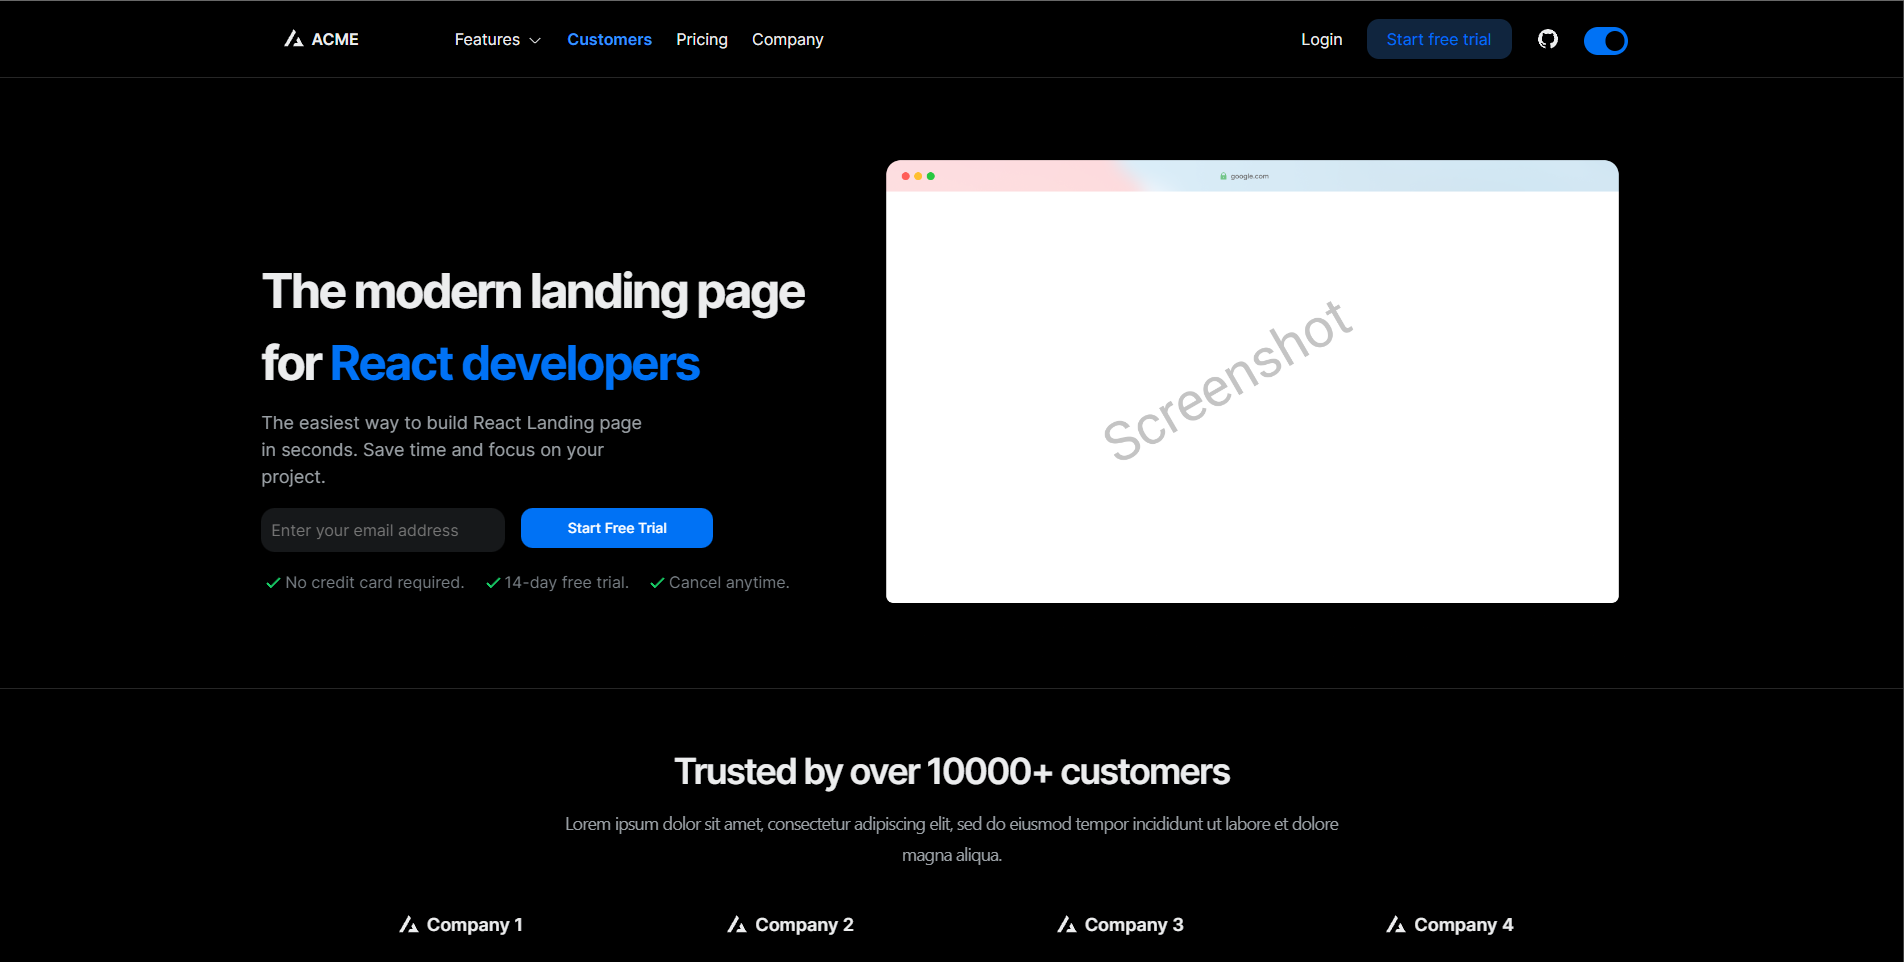 ACME
Features
Customers
Pricing
Company
Login
Start free trial
google.com
Screenshot
The modern landing page
for React developers
The easiest way to build React Landing page
in seconds. Save time and focus on your
project.
Enter your email address
Start Free Trial
No credit card required.
14-day free trial.
Cancel anytime.
Trusted by over 10000+ customers
Lorem ipsum dolor sit amet, consectetur adipiscing elit, sed do eiusmod tempor incididunt ut labore et dolore
magna aliqua.
Company 1
Company 2
Company 3
Company 4